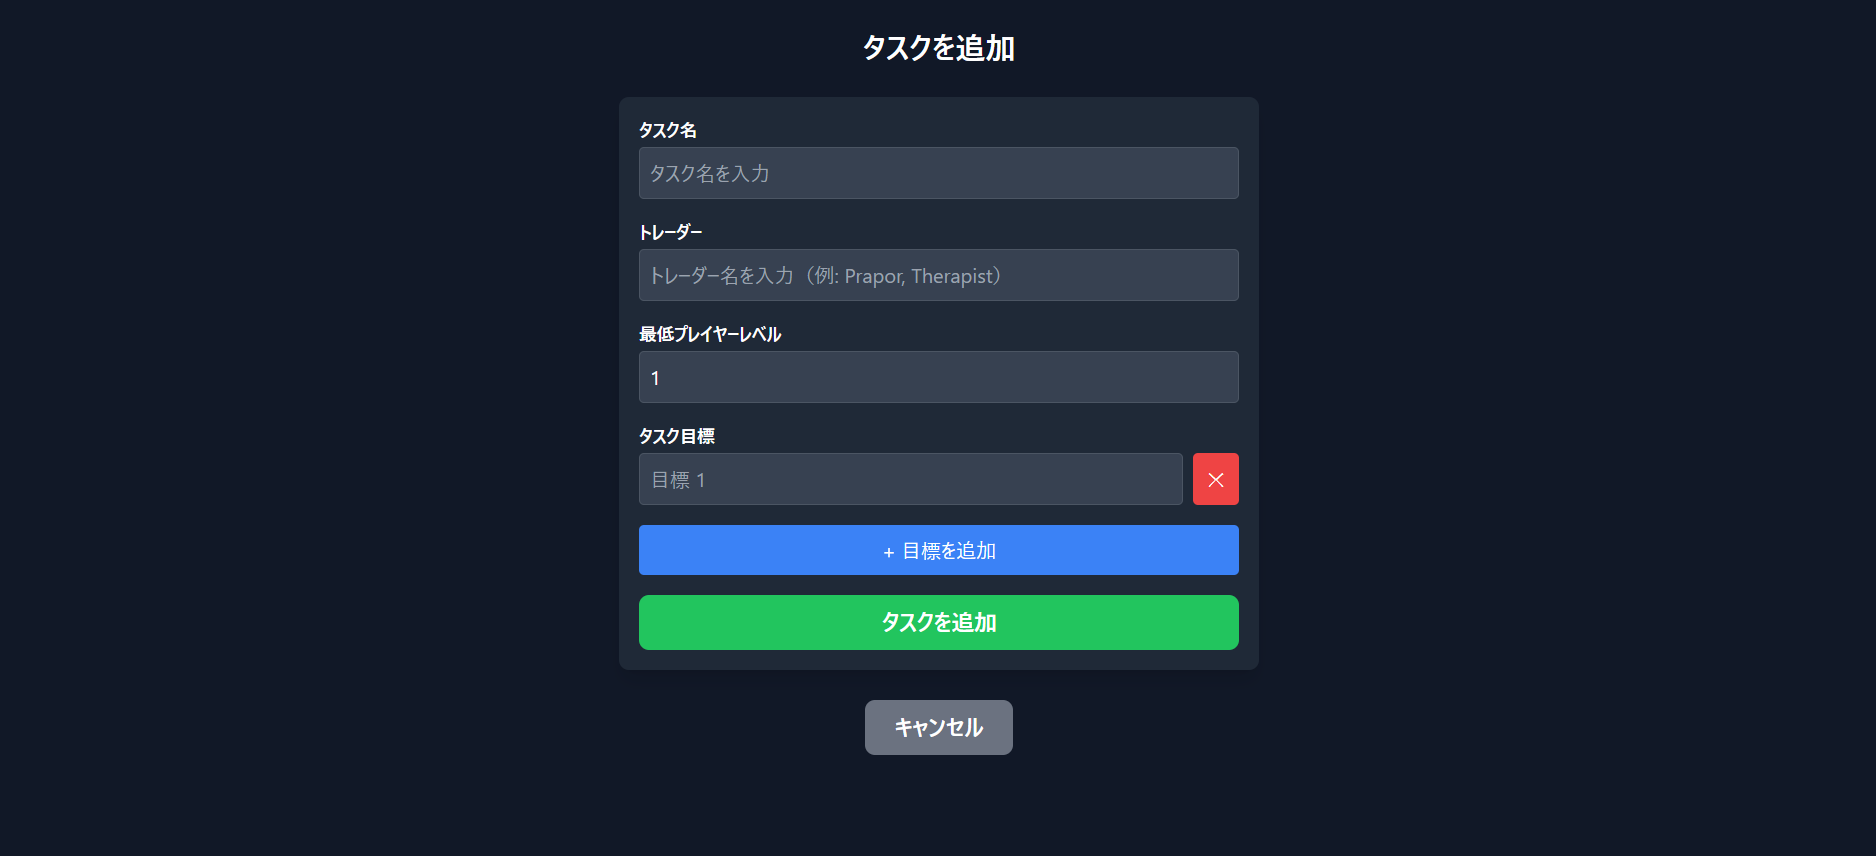 タスクを追加
タスク名
タスク名を入力
トレーダー
トレーダー名を入力（例: Prapor, Therapist）
最低プレイヤーレベル
1
タスク目標
目標 1
+ 目標を追加
タスクを追加
キャンセル